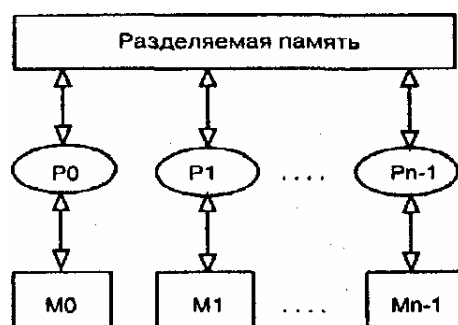 Разделяемая память
P0 P1 .... Pn-1
M0 M1 .... Mn-1